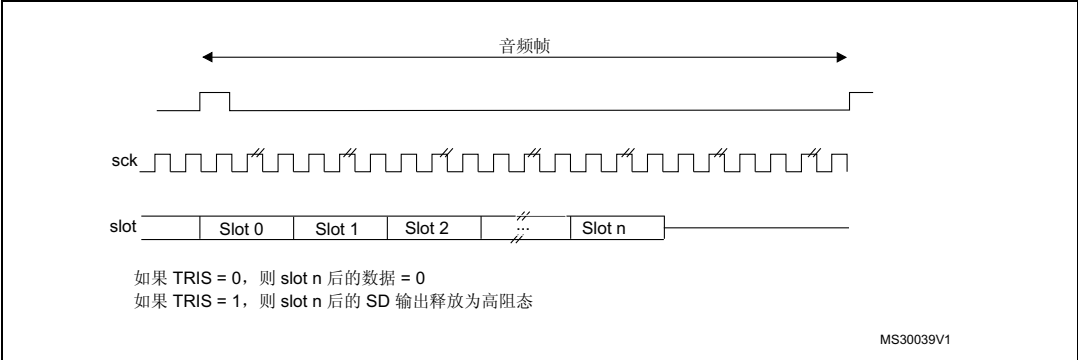 音频帧
sck
slot Slot 0 Slot 1 Slot 2 ... Slot n
如果 TRIS = 0，则 slot n 后的数据 = 0
如果 TRIS = 1，则 slot n 后的 SD 输出释放为高阻态
MS30039V1